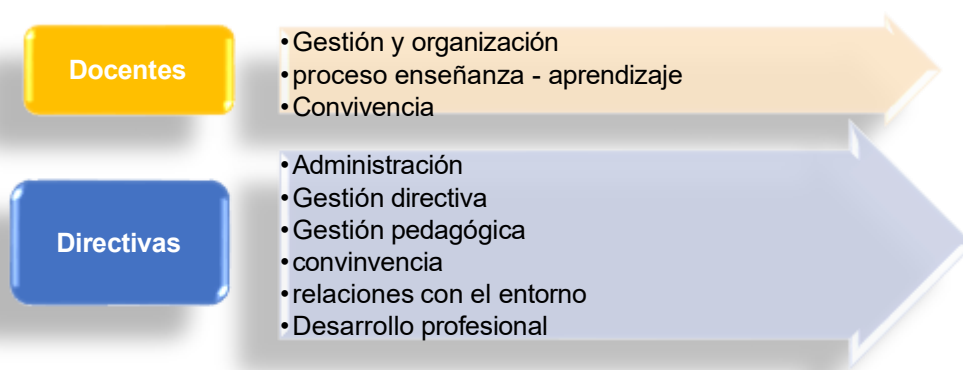 Docentes
•Gestión y organización
•proceso enseñanza - aprendizaje
•Convivencia
Directivas
•Administración
•Gestión directiva
•Gestión pedagógica
•convinvencia
•relaciones con el entorno
•Desarrollo profesional